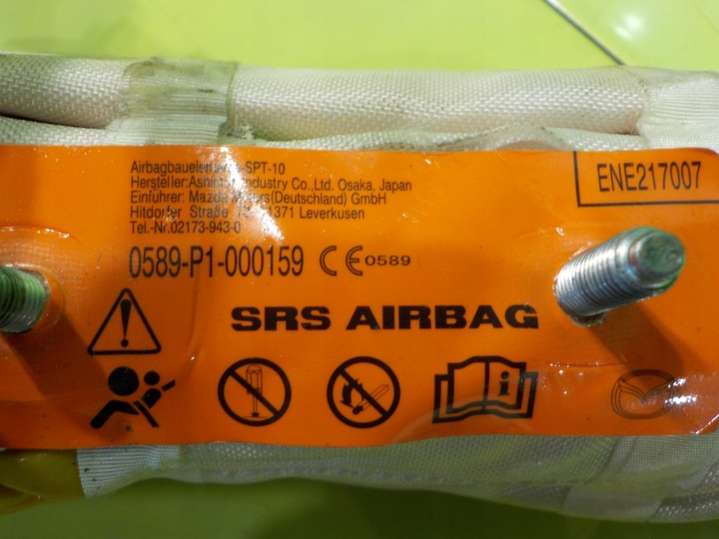 SPT-10
ENE217007
Hersteller: Industry Co.,Ltd. Osaka, Japan
Einführer: Mazda (Deutschland) GmbH
Hitdorfer Straße Leverkusen
Tel.-Nr.02173-943-0
0589-P1-000159 CE 0589
SRS AIRBAG